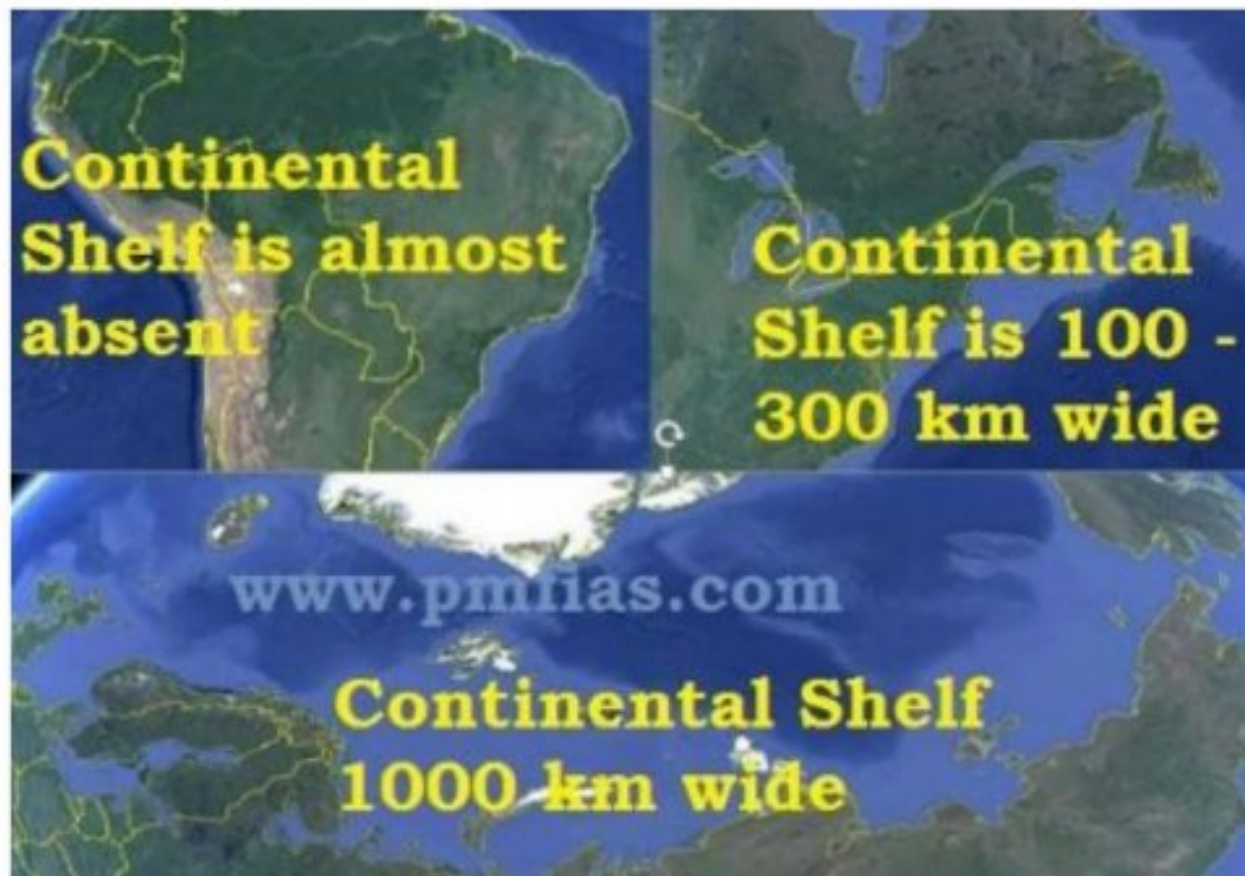 Continental
Shelf is almost
absent
Continental
Shelf is 100 -
300 km wide
www.pmfias.com
Continental Shelf
1000 km wide